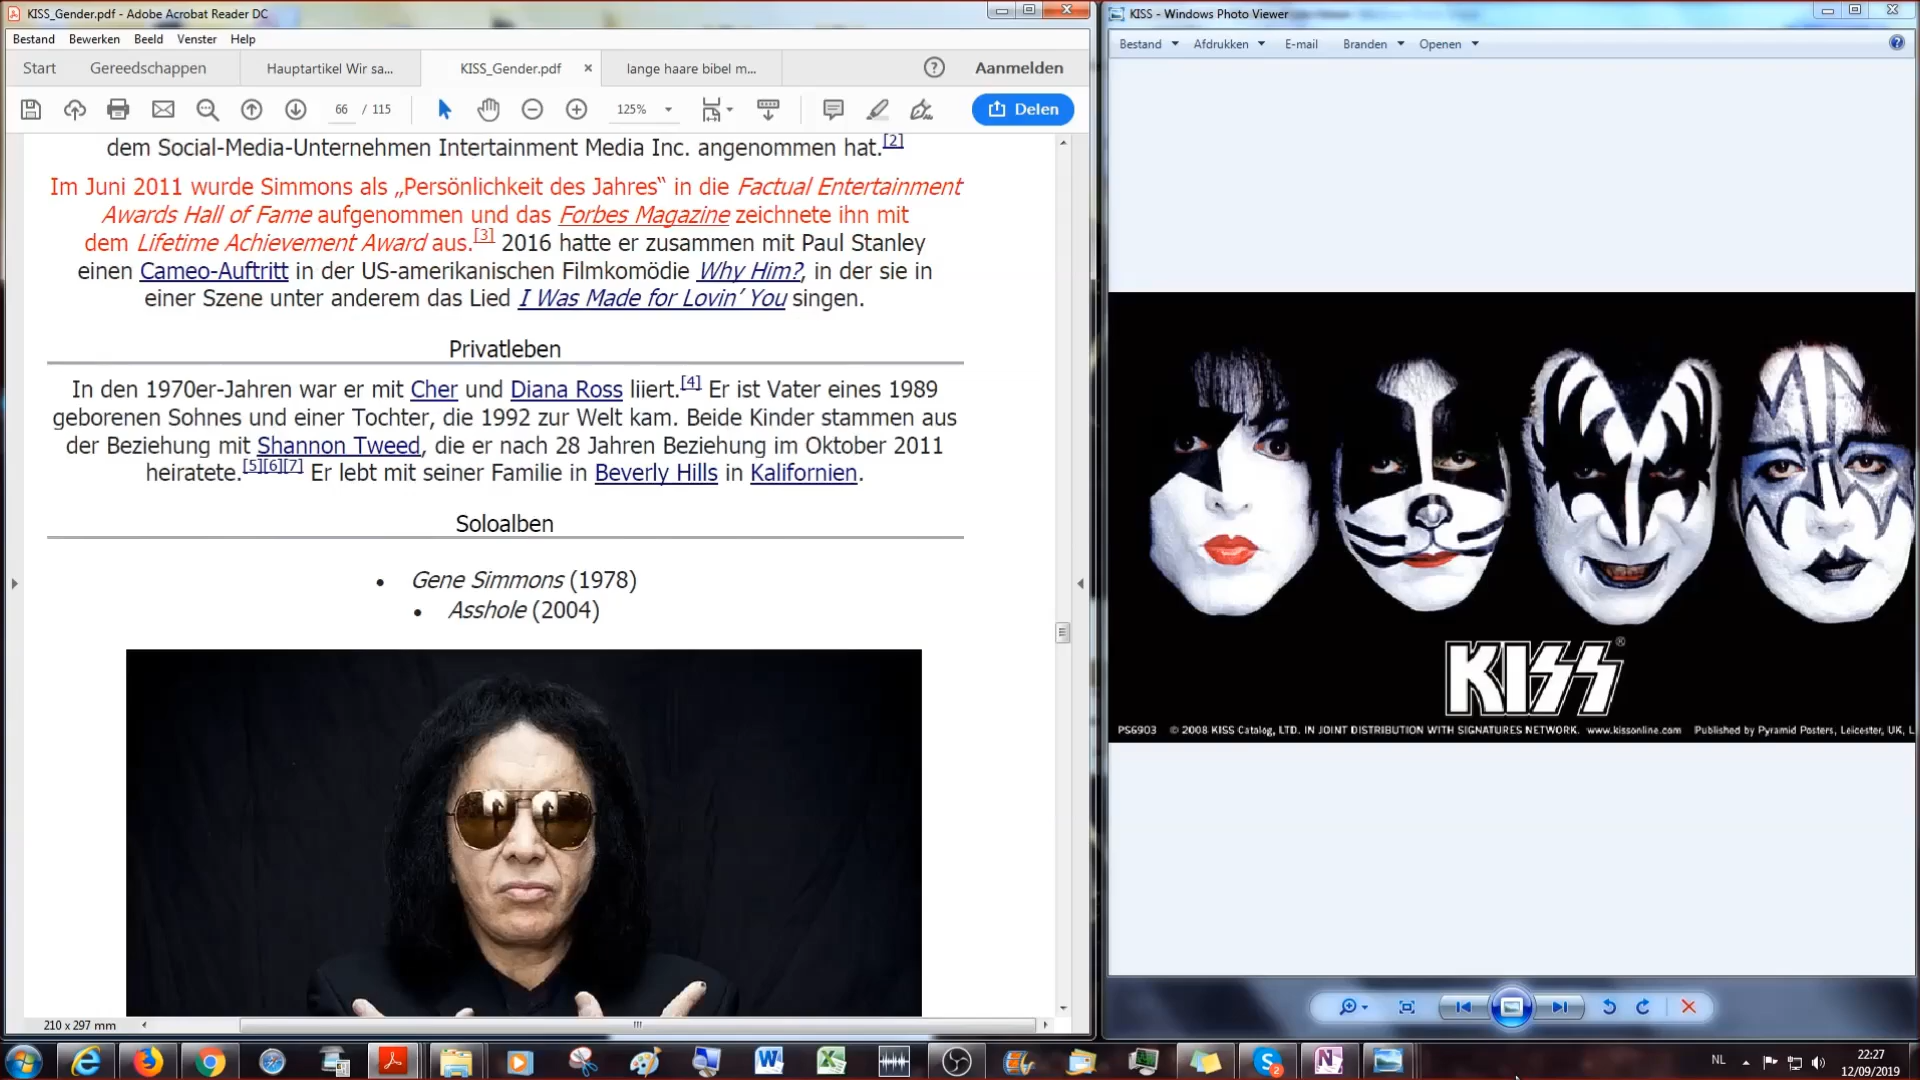 KISS_Gender.pdf - Adobe Acrobat Reader DC
Bestand Bewerken Beeld Venster Help
Start Gereedschappen Hauptartikel Wir sa... KISS_Gender.pdf lange haare bibel m... Aanmelden
66 / 115 125% Delen
dem Social-Media-Unternehmen Intertainment Media Inc. angenommen hat.[2]
Im Juni 2011 wurde Simmons als „Persönlichkeit des Jahres“ in die Factual Entertainment
Awards Hall of Fame aufgenommen und das Forbes Magazine zeichnete ihn mit
dem Lifetime Achievement Award aus.[3] 2016 hatte er zusammen mit Paul Stanley
einen Cameo-Auftritt in der US-amerikanischen Filmkomödie Why Him?, in der sie in
einer Szene unter anderem das Lied I Was Made for Lovin’ You singen.
Privatleben
In den 1970er-Jahren war er mit Cher und Diana Ross liiert.[4] Er ist Vater eines 1989
geborenen Sohnes und einer Tochter, die 1992 zur Welt kam. Beide Kinder stammen aus
der Beziehung mit Shannon Tweed, die er nach 28 Jahren Beziehung im Oktober 2011
heiratete.[5][6][7] Er lebt mit seiner Familie in Beverly Hills in Kalifornien.
Soloalben
• Gene Simmons (1978)
• Asshole (2004)
210 x 297 mm
KISS - Windows Photo Viewer
Bestand Afdrukken E-mail Branden Openen
KISS ®
PS6903 © 2008 KISS Catalog, LTD. IN JOINT DISTRIBUTION WITH SIGNATURES NETWORK. www.kissonline.com Published by Pyramid Posters, Leicester, UK, L
NL 22:27
12/09/2019